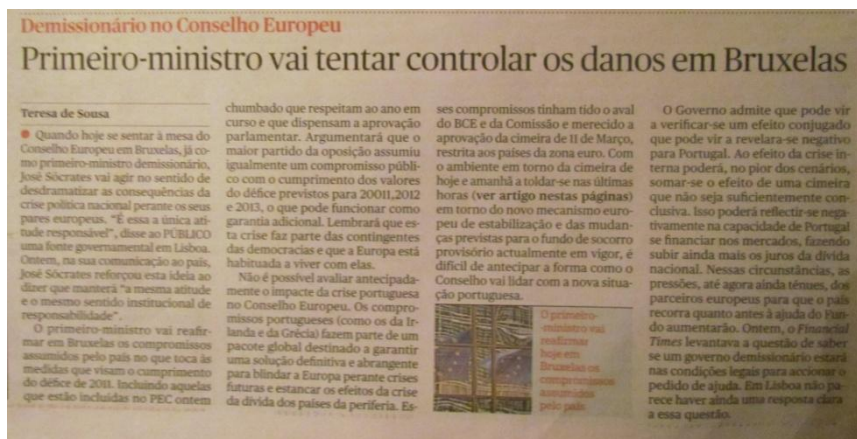 Demissionário no Conselho Europeu
Primeiro-ministro vai tentar controlar os danos em Bruxelas
Teresa de Sousa
● Quando hoje se sentar à mesa do
Conselho Europeu em Bruxelas, já co-
mo primeiro-ministro demissionário,
José Sócrates vai agir no sentido de
desdramatizar as consequências da
crise política nacional perante os seus
pares europeus. “É essa a única ati-
tude responsável”, disse ao PÚBLICO
uma fonte governamental em Lisboa.
Ontem, na sua comunicação ao país,
José Sócrates reforçou esta ideia ao
dizer que manterá “a mesma atitude
e o mesmo sentido institucional de
responsabilidade”.
O primeiro-ministro vai reafir-
mar em Bruxelas os compromissos
assumidos pelo país no que toca às
medidas que visam o cumprimento
do défice de 2011. Incluindo aquelas
que estão incluídas no PEC ontem
chumbado que respeitam ao ano em
curso e que dispensam a aprovação
parlamentar. Argumentará que o
maior partido da oposição assumiu
igualmente um compromisso públi-
co com o cumprimento dos valores
do défice previstos para 20011,2012
e 2013, o que pode funcionar como
garantia adicional. Lembrará que es-
ta crise faz parte das contingentes
das democracias e que a Europa está
habituada a viver com elas.
Não é possível avaliar antecipada-
mente o impacte da crise portuguesa
no Conselho Europeu. Os compro-
missos portugueses (como os da Ir-
landa e da Grécia) fazem parte de um
pacote global destinado a garantir
uma solução definitiva e abrangente
para blindar a Europa perante crises
futuras e estancar os efeitos da crise
da dívida dos países da periferia. Es-
ses compromissos tinham tido o aval
do BCE e da Comissão e merecido a
aprovação da cimeira de 11 de Março,
restrita aos países da zona euro. Com
o ambiente em torno da cimeira de
hoje e amanhã a toldar-se nas últimas
horas (ver artigo nestas páginas)
em torno do novo mecanismo euro-
peu de estabilização e das mudan-
ças previstas para o fundo de socorro
provisório actualmente em vigor, é
difícil de antecipar a forma como o
Conselho vai lidar com a nova situa-
ção portuguesa.
O primeiro-
-ministro vai
reafirmar
hoje em
Bruxelas os
compromissos
assumidos
pelo país
O Governo admite que pode vir
a verificar-se um efeito conjugado
que pode vir a revelara-se negativo
para Portugal. Ao efeito da crise in-
terna poderá, no pior dos cenários,
somar-se o efeito de uma cimeira
que não seja suficientemente con-
clusiva. Isso poderá reflectir-se nega-
tivamente na capacidade de Portugal
se financiar nos mercados, fazendo
subir ainda mais os juros da dívida
nacional. Nessas circunstâncias, as
pressões, até agora ainda ténues, dos
parceiros europeus para que o país
recorra quanto antes à ajuda do Fun-
do aumentarão. Ontem, o Financial
Times levantava a questão de saber
se um governo demissionário estará
nas condições legais para accionar o
pedido de ajuda. Em Lisboa não pa-
rece haver ainda uma resposta clara
a essa questão.